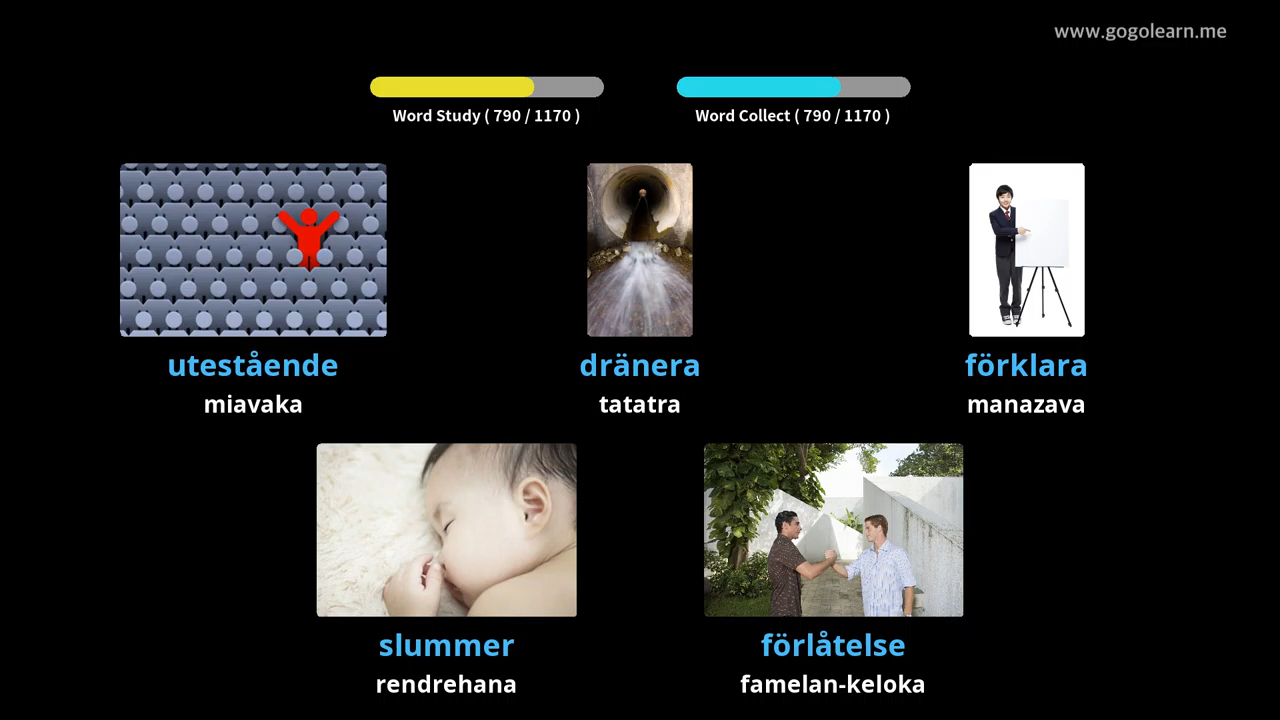 www.gogolearn.me
Word Study ( 790 / 1170 )
Word Collect ( 790 / 1170 )
utestående
miavaka
dränera
tatatra
förklara
manazava
slummer
rendrehana
förlåtelse
famelan-keloka